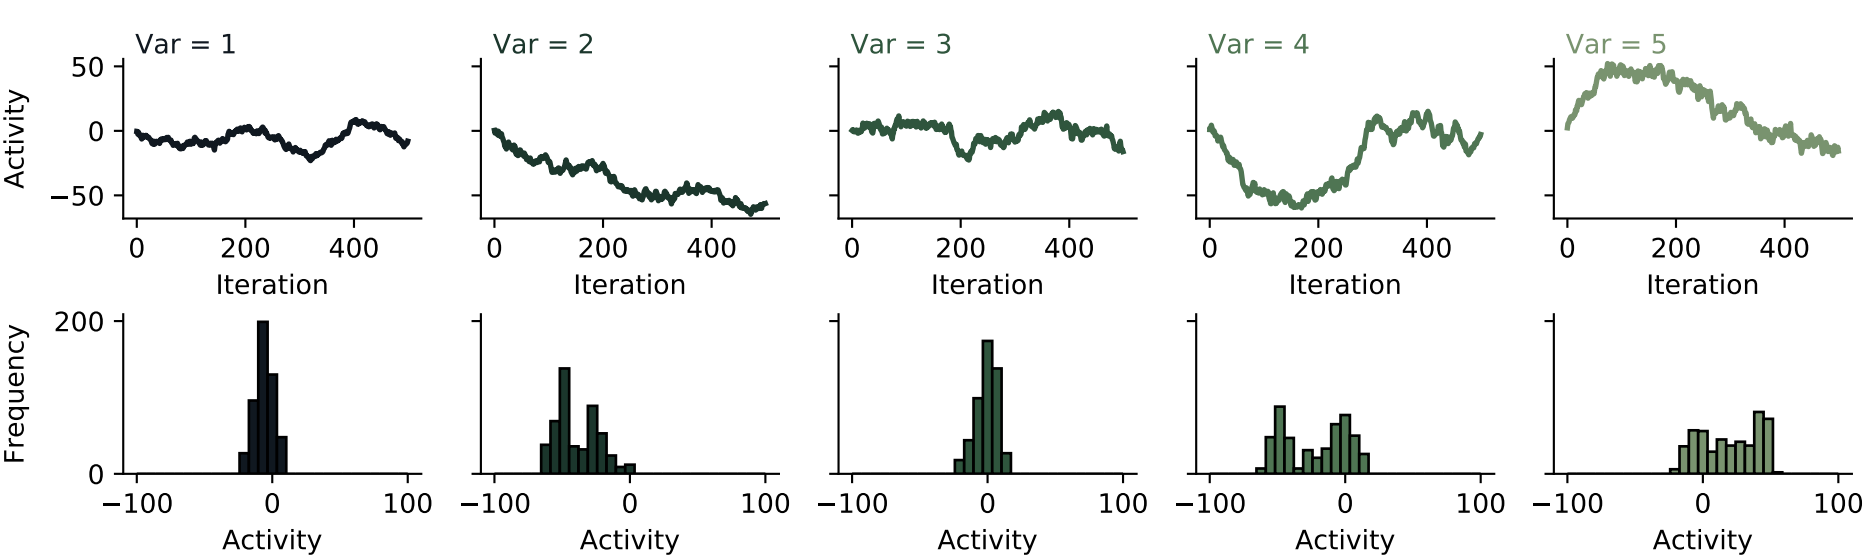 Var = 1 Var = 2 Var = 3 Var = 4 Var = 5
Activity
50
0
−50
0 200 400 0 200 400 0 200 400 0 200 400 0 200 400
Iteration Iteration Iteration Iteration Iteration
Frequency
200
0
−100 0 100 −100 0 100 −100 0 100 −100 0 100 −100 0 100
Activity Activity Activity Activity Activity